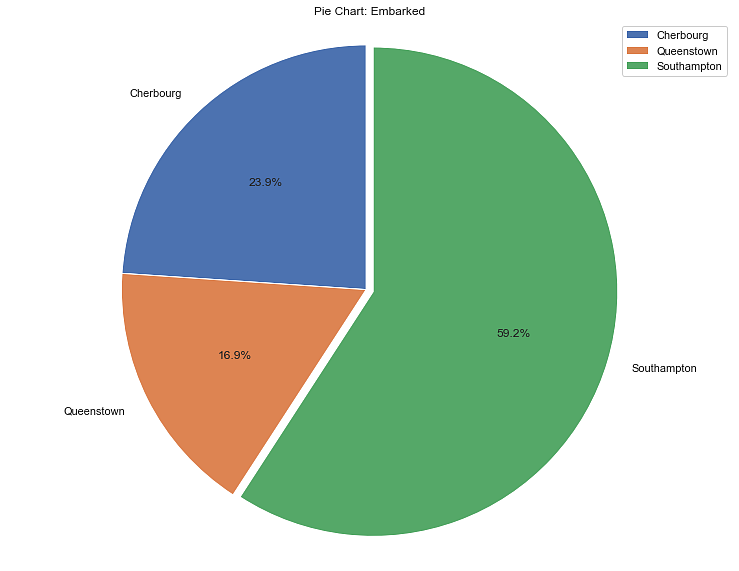 Pie Chart: Embarked
Cherbourg
Queenstown
Southampton
Cherbourg
23.9%
59.2%
16.9%
Southampton
Queenstown